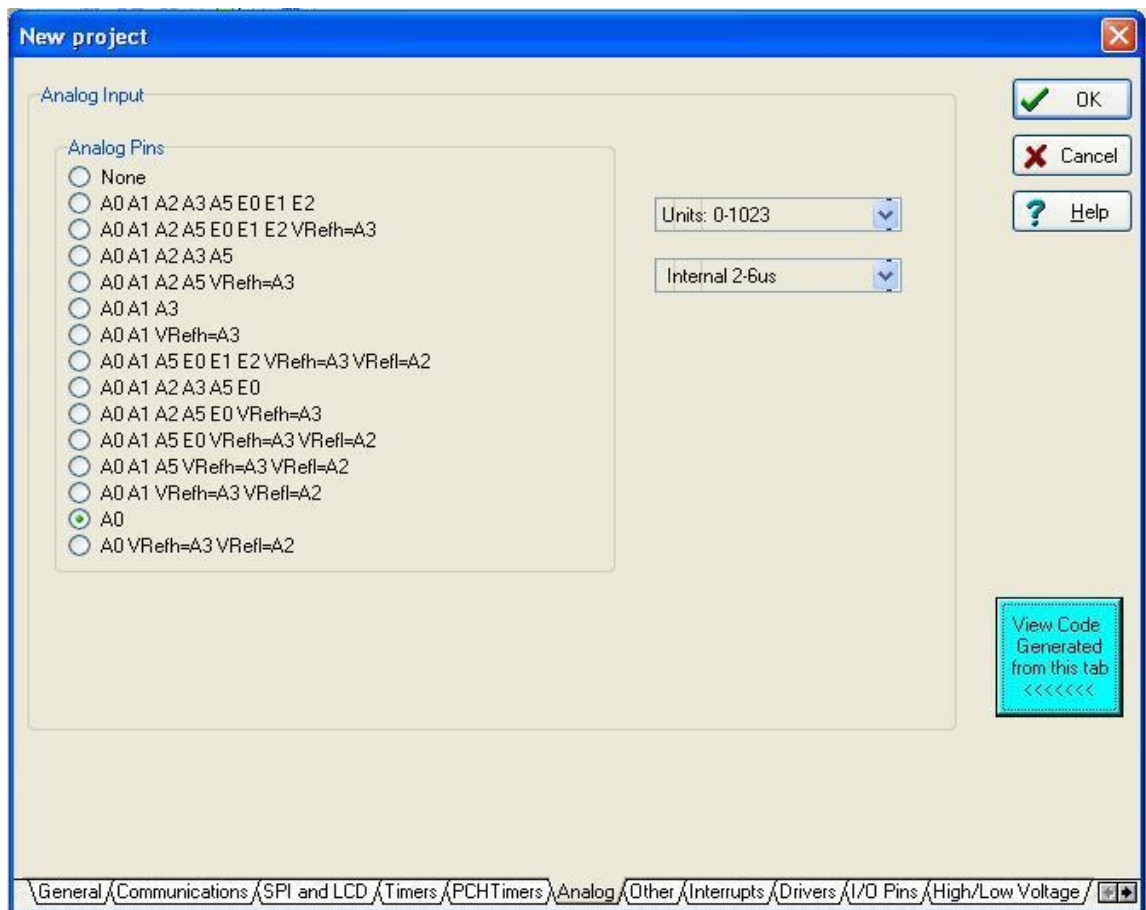 New project
Analog Input
OK
Analog Pins
Cancel
None
A0 A1 A2 A3 A5 E0 E1 E2
Units: 0-1023
Help
A0 A1 A2 A5 E0 E1 E2 VRefh=A3
A0 A1 A2 A3 A5
A0 A1 A2 A5 VRefh=A3
Internal 2-6us
A0 A1 A3
A0 A1 VRefh=A3
A0 A1 A5 E0 E1 E2 VRefh=A3 VRefl=A2
A0 A1 A2 A3 A5 E0
A0 A1 A2 A5 E0 VRefh=A3
A0 A1 A5 E0 VRefh=A3 VRefl=A2
A0 A1 A5 VRefh=A3 VRefl=A2
A0 A1 VRefh=A3 VRefl=A2
A0
A0 VRefh=A3 VRefl=A2
View Code
Generated
from this tab
<<<<<<<
General Communications SPI and LCD Timers PCHTimers Analog Other Interrupts Drivers I/O Pins High/Low Voltage